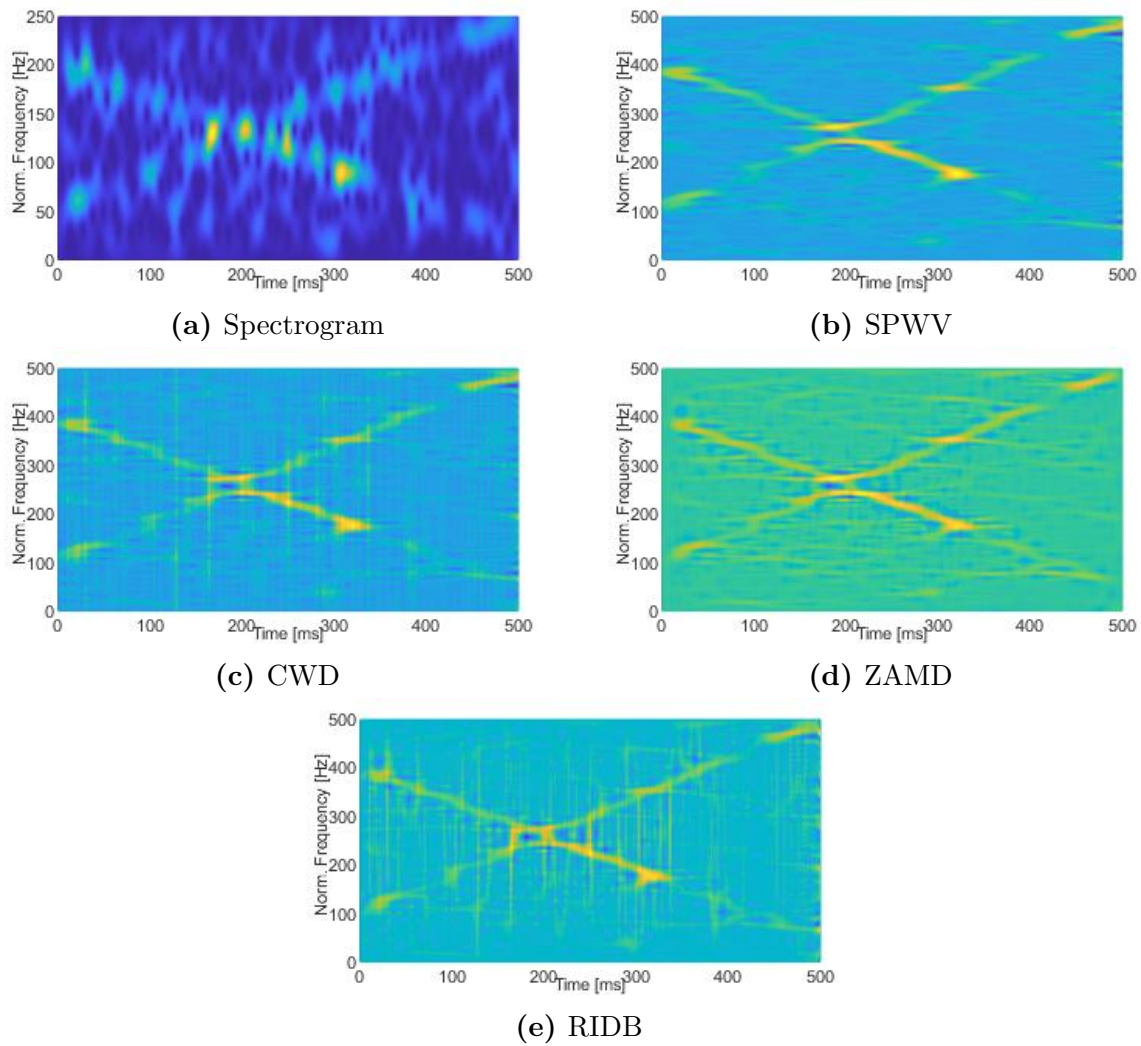 250
200
150
100
50
0
Norm. Frequency [Hz]
0 100 200 300 400 500
Time [ms]
(a) Spectrogram
500
400
300
200
100
0
Norm. Frequency [Hz]
0 100 200 300 400 500
Time [ms]
(b) SPWV
500
400
300
200
100
0
Norm. Frequency [Hz]
0 100 200 300 400 500
Time [ms]
(c) CWD
500
400
300
200
100
0
Norm. Frequency [Hz]
0 100 200 300 400 500
Time [ms]
(d) ZAMD
500
400
300
200
100
0
Norm. Frequency [Hz]
0 100 200 300 400 500
Time [ms]
(e) RIDB